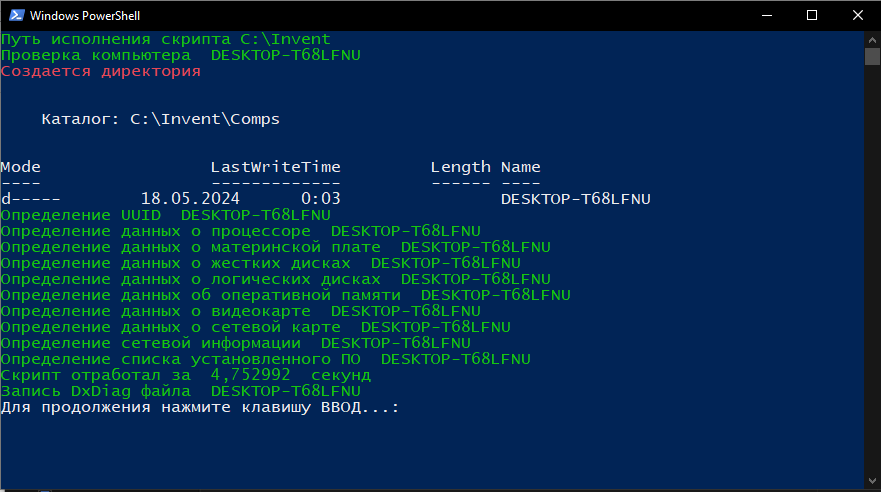 Windows PowerShell
Путь исполнения скрипта C:\Invent
Проверка компьютера  DESKTOP-T68LFNU
Создается директория
    Каталог: C:\Invent\Comps
Mode                 LastWriteTime         Length Name
----                 -------------         ------ ----
d-----        18.05.2024      0:03                DESKTOP-T68LFNU
Определение UUID  DESKTOP-T68LFNU
Определение данных о процессоре  DESKTOP-T68LFNU
Определение данных о материнской плате  DESKTOP-T68LFNU
Определение данных о жестких дисках  DESKTOP-T68LFNU
Определение данных о логических дисках  DESKTOP-T68LFNU
Определение данных об оперативной памяти  DESKTOP-T68LFNU
Определение данных о видеокарте  DESKTOP-T68LFNU
Определение данных о сетевой карте  DESKTOP-T68LFNU
Определение сетевой информации  DESKTOP-T68LFNU
Определение списка установленного ПО  DESKTOP-T68LFNU
Скрипт отработал за  4,752992  секунд
Запись DxDiag файла  DESKTOP-T68LFNU
Для продолжения нажмите клавишу ВВОД...: